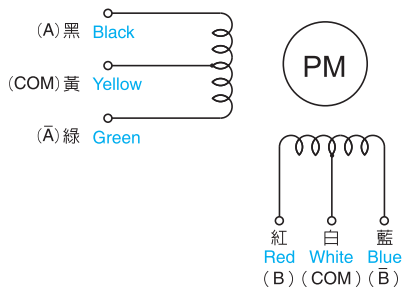 (A) 黑 Black
(COM) 黃 Yellow
(A̅) 綠 Green
PM
紅 白 藍
Red White Blue
(B) (COM) (B̅)